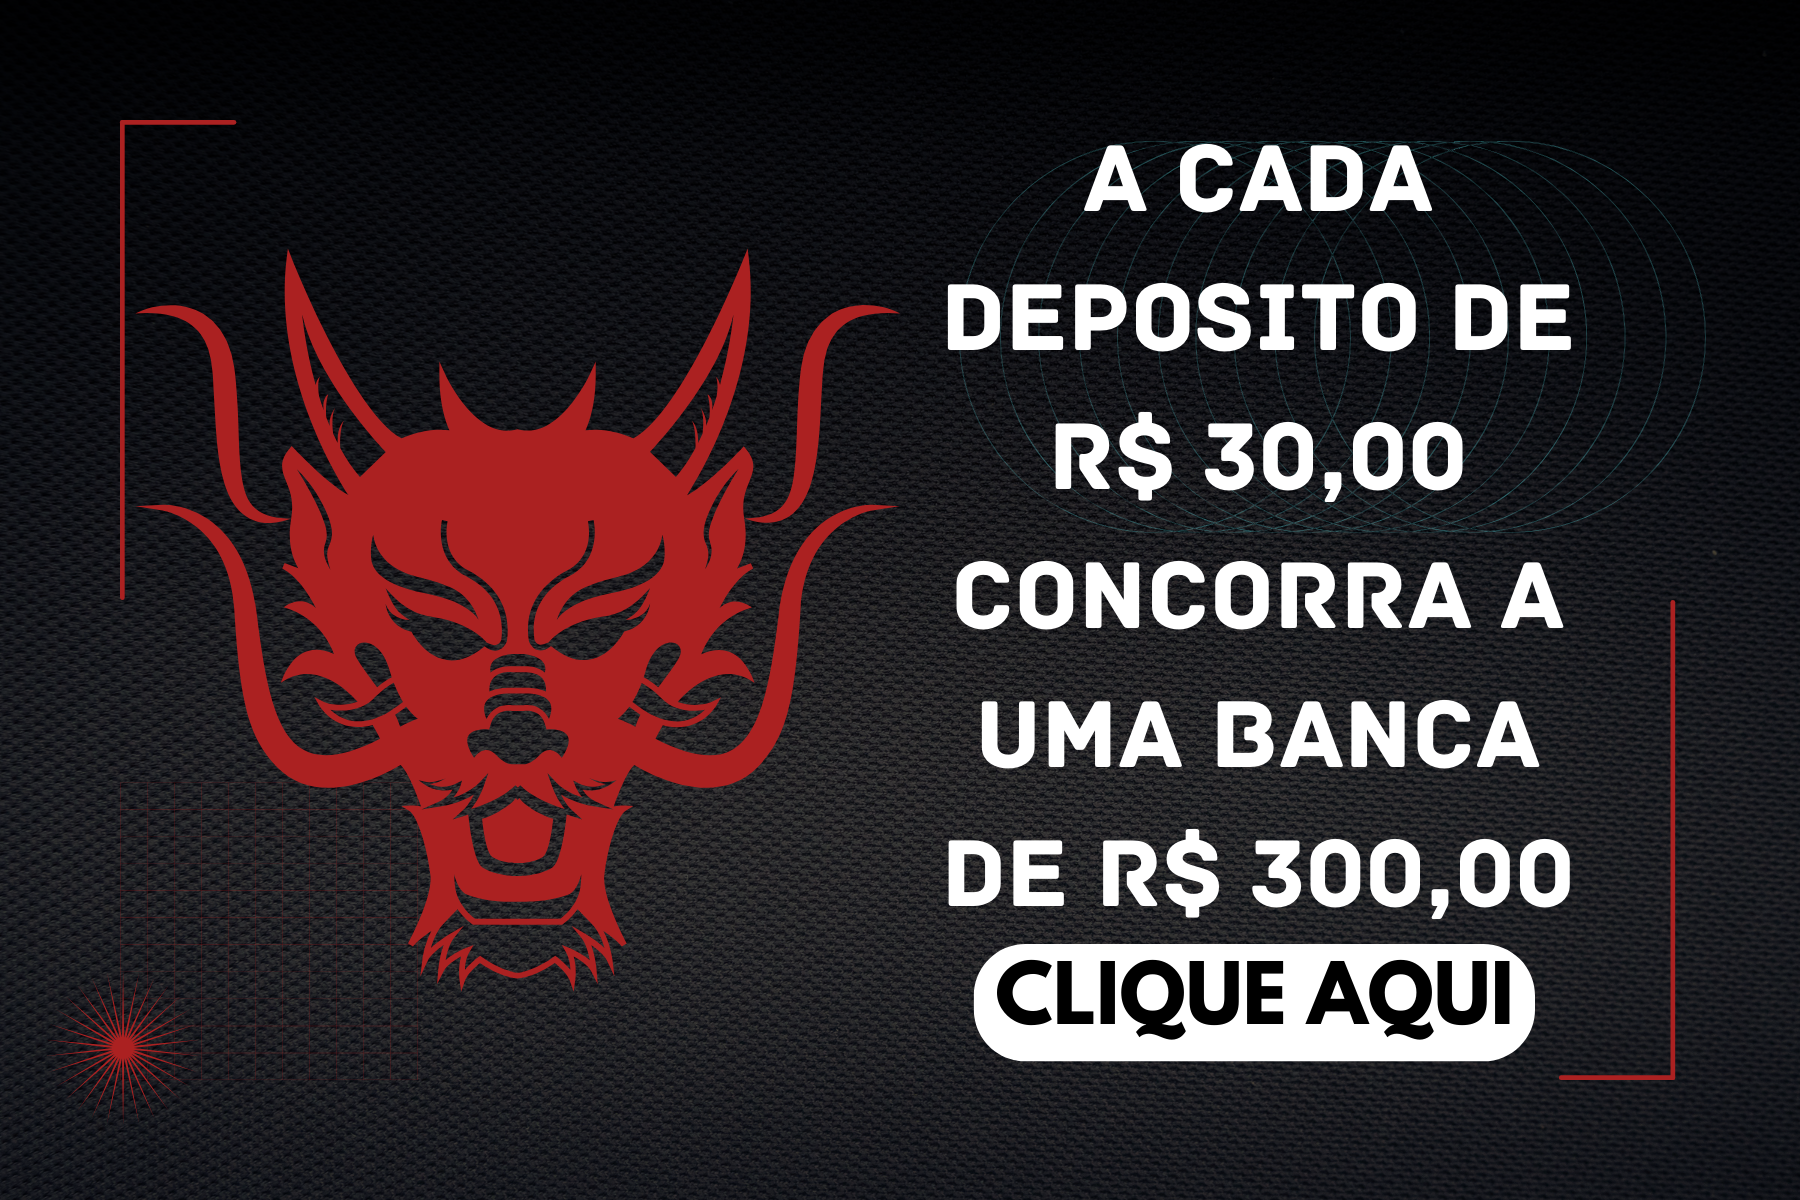 A CADA
DEPOSITO DE
R$ 30,00
CONCORRA A
UMA BANCA
DE R$ 300,00
CLIQUE AQUI